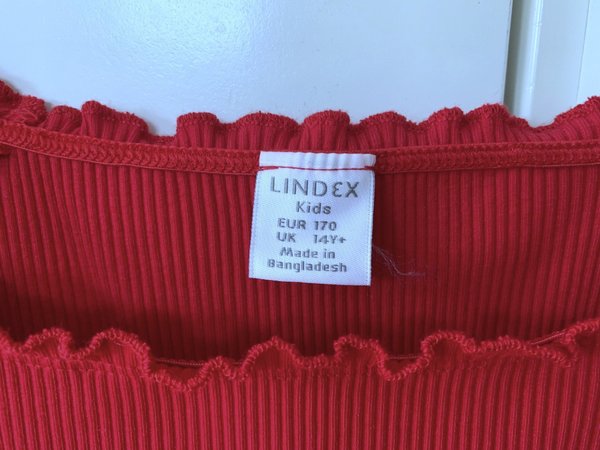 LINDEX
Kids
EUR 170
UK 14Y+
Made in
Bangladesh